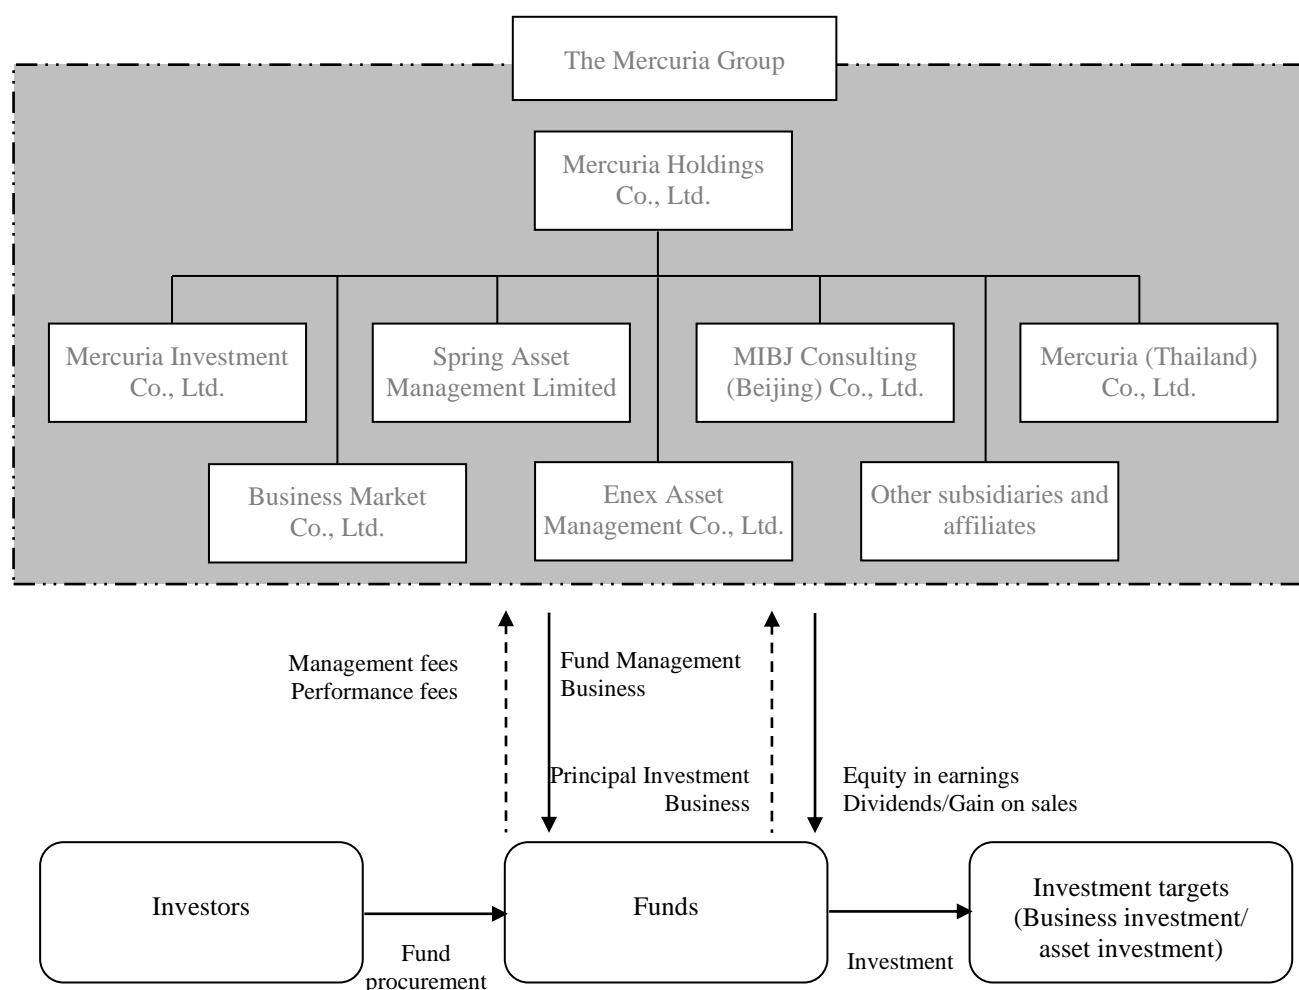 The Mercuria Group
Mercuria Holdings
Co., Ltd.
Mercuria Investment
Co., Ltd.
Spring Asset
Management Limited
MIBJ Consulting
(Beijing) Co., Ltd.
Mercuria (Thailand)
Co., Ltd.
Business Market
Co., Ltd.
Enex Asset
Management Co., Ltd.
Other subsidiaries and
affiliates
Management fees
Performance fees
Fund Management
Business
Principal Investment
Business
Equity in earnings
Dividends/Gain on sales
Investors
Funds
Investment targets
(Business investment/
asset investment)
Fund
procurement
Investment